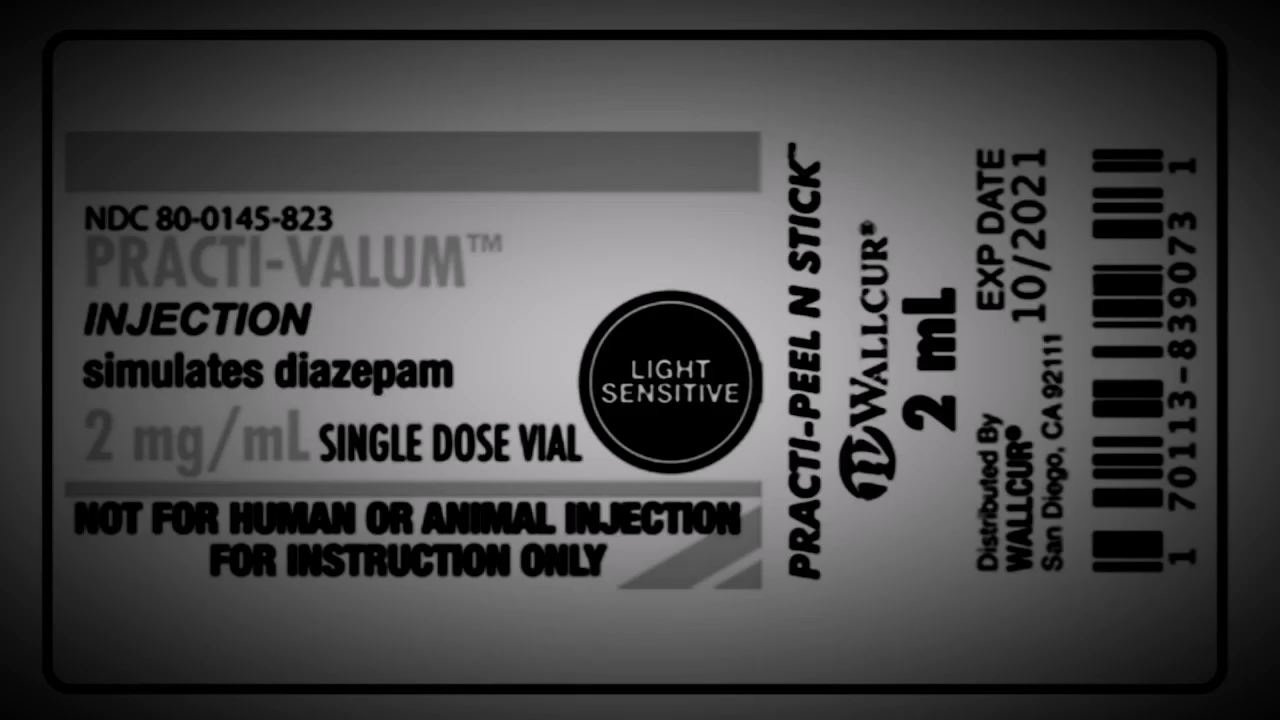 NDC 80-0145-823
PRACTI-VALUM™
INJECTION
simulates diazepam
2 mg/mL SINGLE DOSE VIAL
LIGHT
SENSITIVE
NOT FOR HUMAN OR ANIMAL INJECTION
FOR INSTRUCTION ONLY
PRACTI-PEEL N STICK™
WALLCUR®
2 mL
EXP DATE
10/2021
Distributed By
WALLCUR®
San Diego, CA 92111
1 70113-839073 1